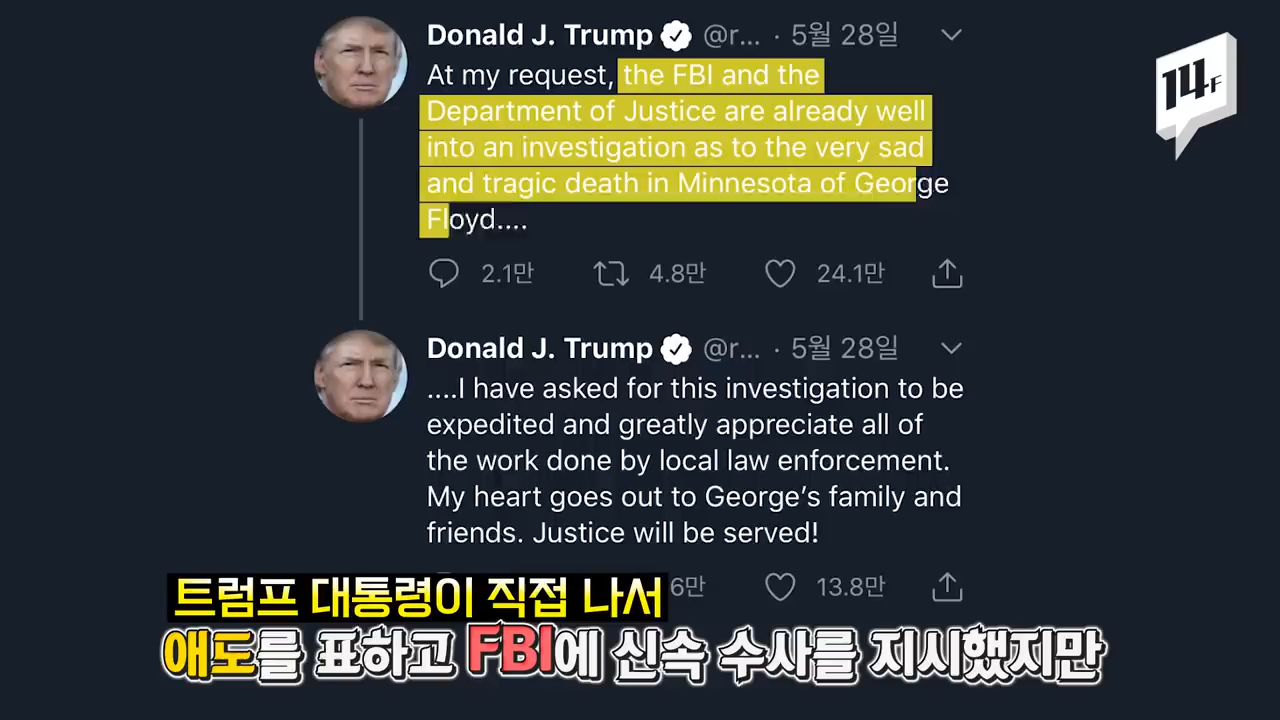 Donald J. Trump @r... · 5월 28일
At my request, the FBI and the
Department of Justice are already well
into an investigation as to the very sad
and tragic death in Minnesota of George
Floyd....
2.1만 4.8만 24.1만
Donald J. Trump @r... · 5월 28일
....I have asked for this investigation to be
expedited and greatly appreciate all of
the work done by local law enforcement.
My heart goes out to George’s family and
friends. Justice will be served!
6만 13.8만
트럼프 대통령이 직접 나서
애도를 표하고 FBI에 신속 수사를 지시했지만
14F